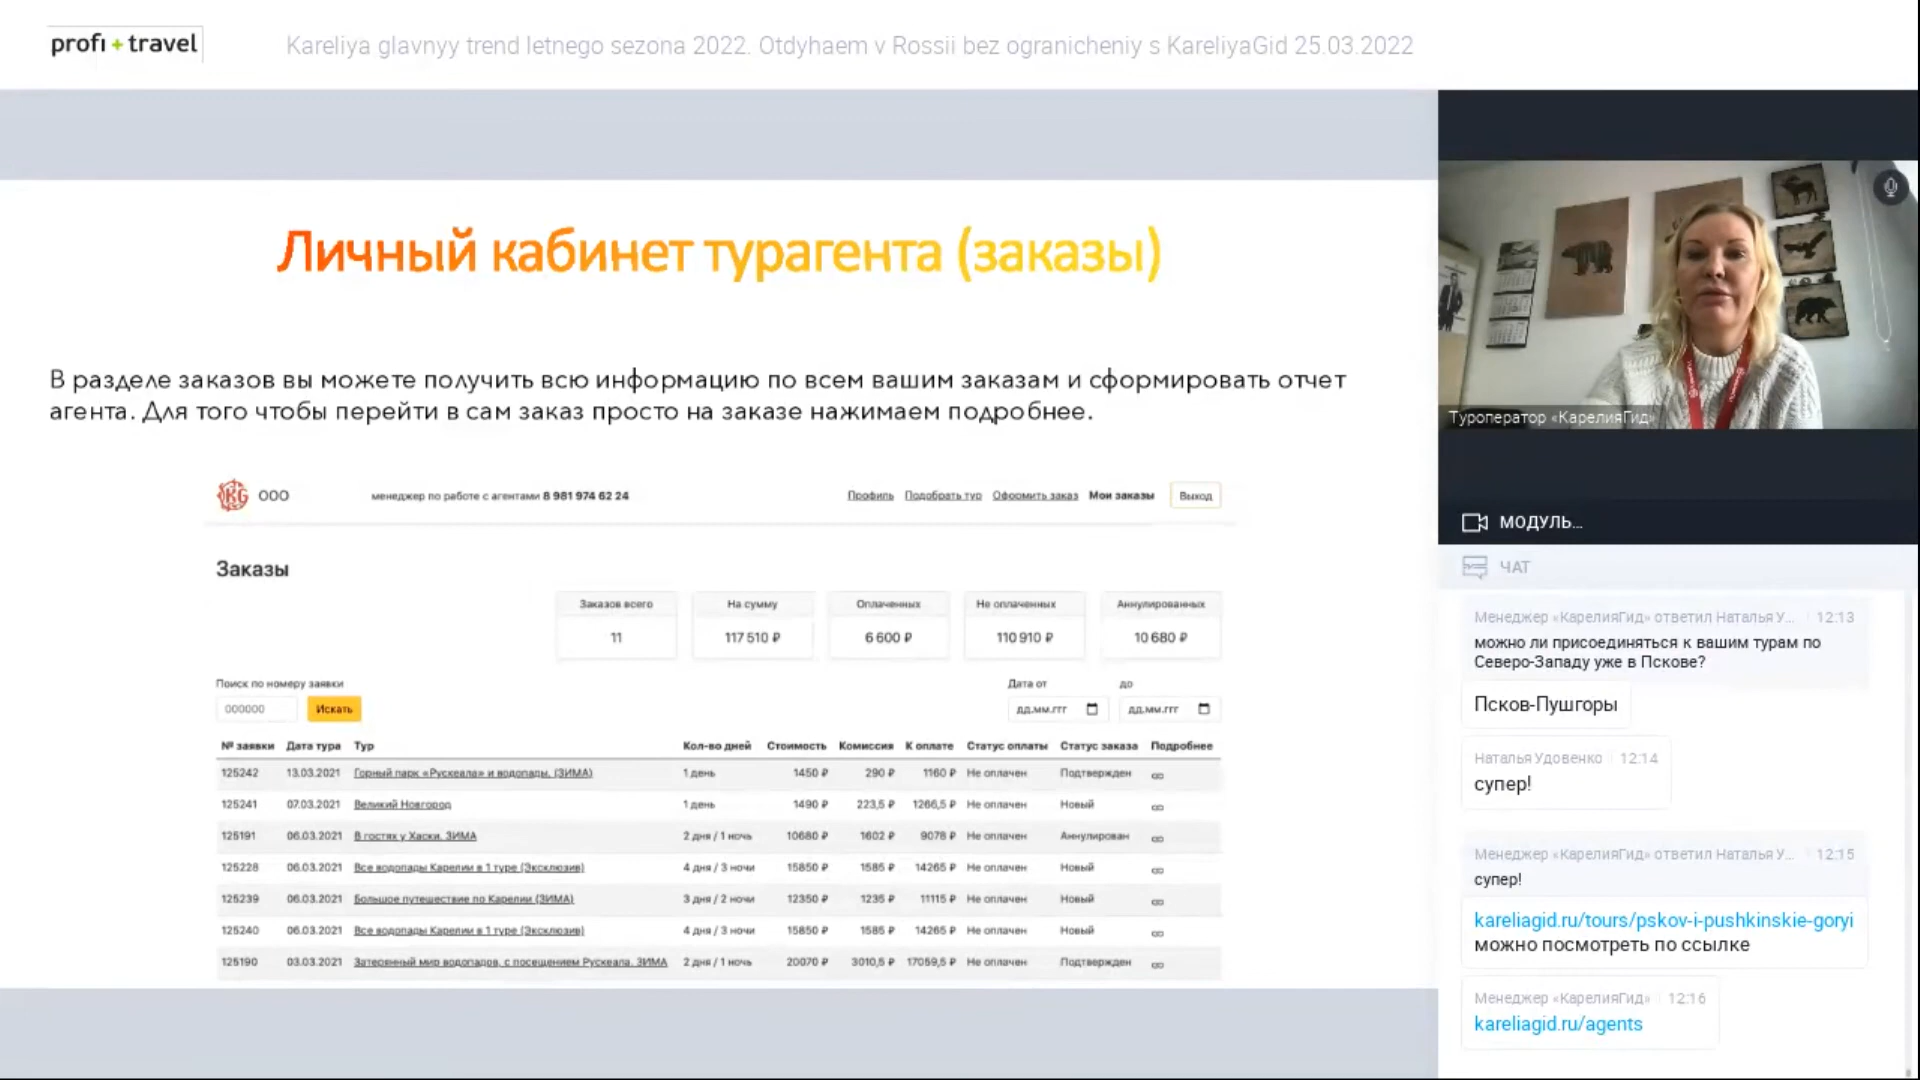 profi + travel
Kareliya glavnyy trend letnego sezona 2022. Otdyhaem v Rossii bez ogranicheniy s KareliyaGid 25.03.2022
Личный кабинет турагента (заказы)
В разделе заказов вы можете получить всю информацию по всем вашим заказам и сформировать отчет
агента. Для того чтобы перейти в сам заказ просто на заказе нажимаем подробнее.
KG ООО менеджер по работе с агентами 8 981 974 62 24 Профиль Подобрать тур Оформить заказ Мои заказы Выход
Заказы
Заказов всего На сумму Оплаченных Не оплаченных Аннулированных
11 117 510 ₽ 6 600 ₽ 110 910 ₽ 10 680 ₽
Поиск по номеру заявки Дата от до
000000 Искать дд.мм.гггг дд.мм.гггг
№ заявки Дата тура Тур Кол-во дней Стоимость Комиссия К оплате Статус оплаты Статус заказа Подробнее
125242 13.03.2021 Горный парк «Рускеала» и водопады. (ЗИМА) 1 день 1450 ₽ 290 ₽ 1160 ₽ Не оплачен Подтвержден
125241 07.03.2021 Великий Новгород 1 день 1490 ₽ 223,5 ₽ 1266,5 ₽ Не оплачен Новый
125191 06.03.2021 В гостях у Хаски. ЗИМА 2 дня / 1 ночь 10680 ₽ 1602 ₽ 9078 ₽ Не оплачен Аннулирован
125228 06.03.2021 Все водопады Карелии в 1 туре (Эксклюзив) 4 дня / 3 ночи 15850 ₽ 1585 ₽ 14265 ₽ Не оплачен Новый
125239 06.03.2021 Большое путешествие по Карелии (ЗИМА) 3 дня / 2 ночи 12350 ₽ 1235 ₽ 11115 ₽ Не оплачен Новый
125240 06.03.2021 Все водопады Карелии в 1 туре (Эксклюзив) 4 дня / 3 ночи 15850 ₽ 1585 ₽ 14265 ₽ Не оплачен Новый
125190 03.03.2021 Затерянный мир водопадов, с посещением Рускеала. ЗИМА 2 дня / 1 ночь 20070 ₽ 3010,5 ₽ 17059,5 ₽ Не оплачен Подтвержден
Туроператор «КарелияГид»
МОДУЛЬ...
ЧАТ
Менеджер «КарелияГид» ответил Наталья У... 12:13
можно ли присоединяться к вашим турам по
Северо-Западу уже в Пскове?
Псков-Пушгоры
Наталья Удовенко 12:14
супер!
Менеджер «КарелияГид» ответил Наталья У... 12:15
супер!
kareliagid.ru/tours/pskov-i-pushkinskie-goryi
можно посмотреть по ссылке
Менеджер «КарелияГид» 12:16
kareliagid.ru/agents